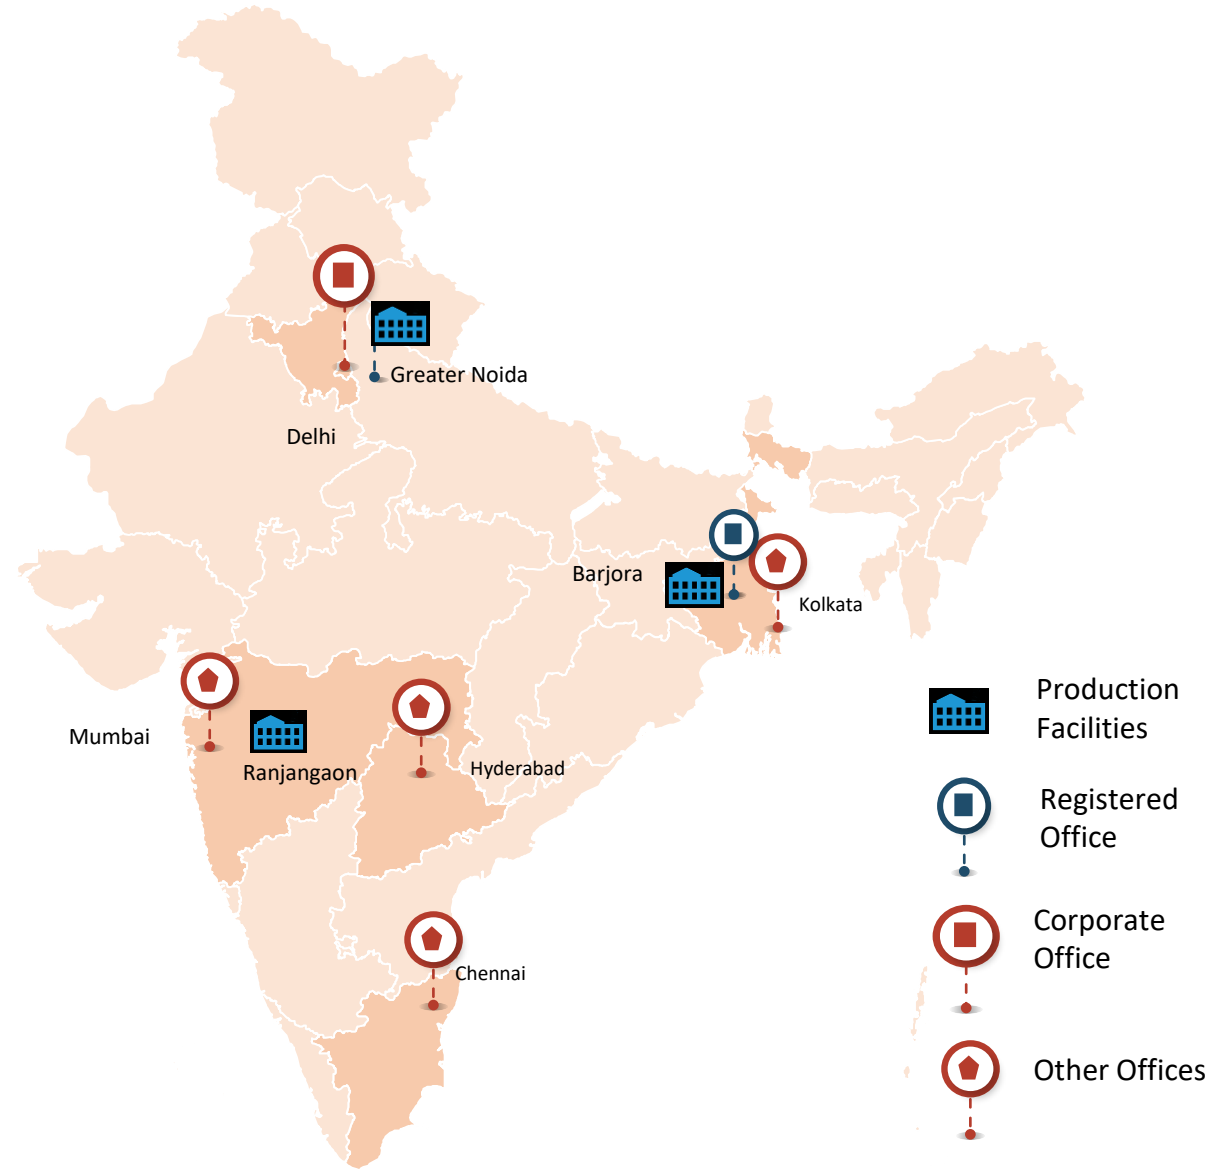 Greater Noida
Delhi
Barjora
Kolkata
Mumbai
Ranjangaon
Hyderabad
Chennai
Production
Facilities
Registered
Office
Corporate
Office
Other Offices